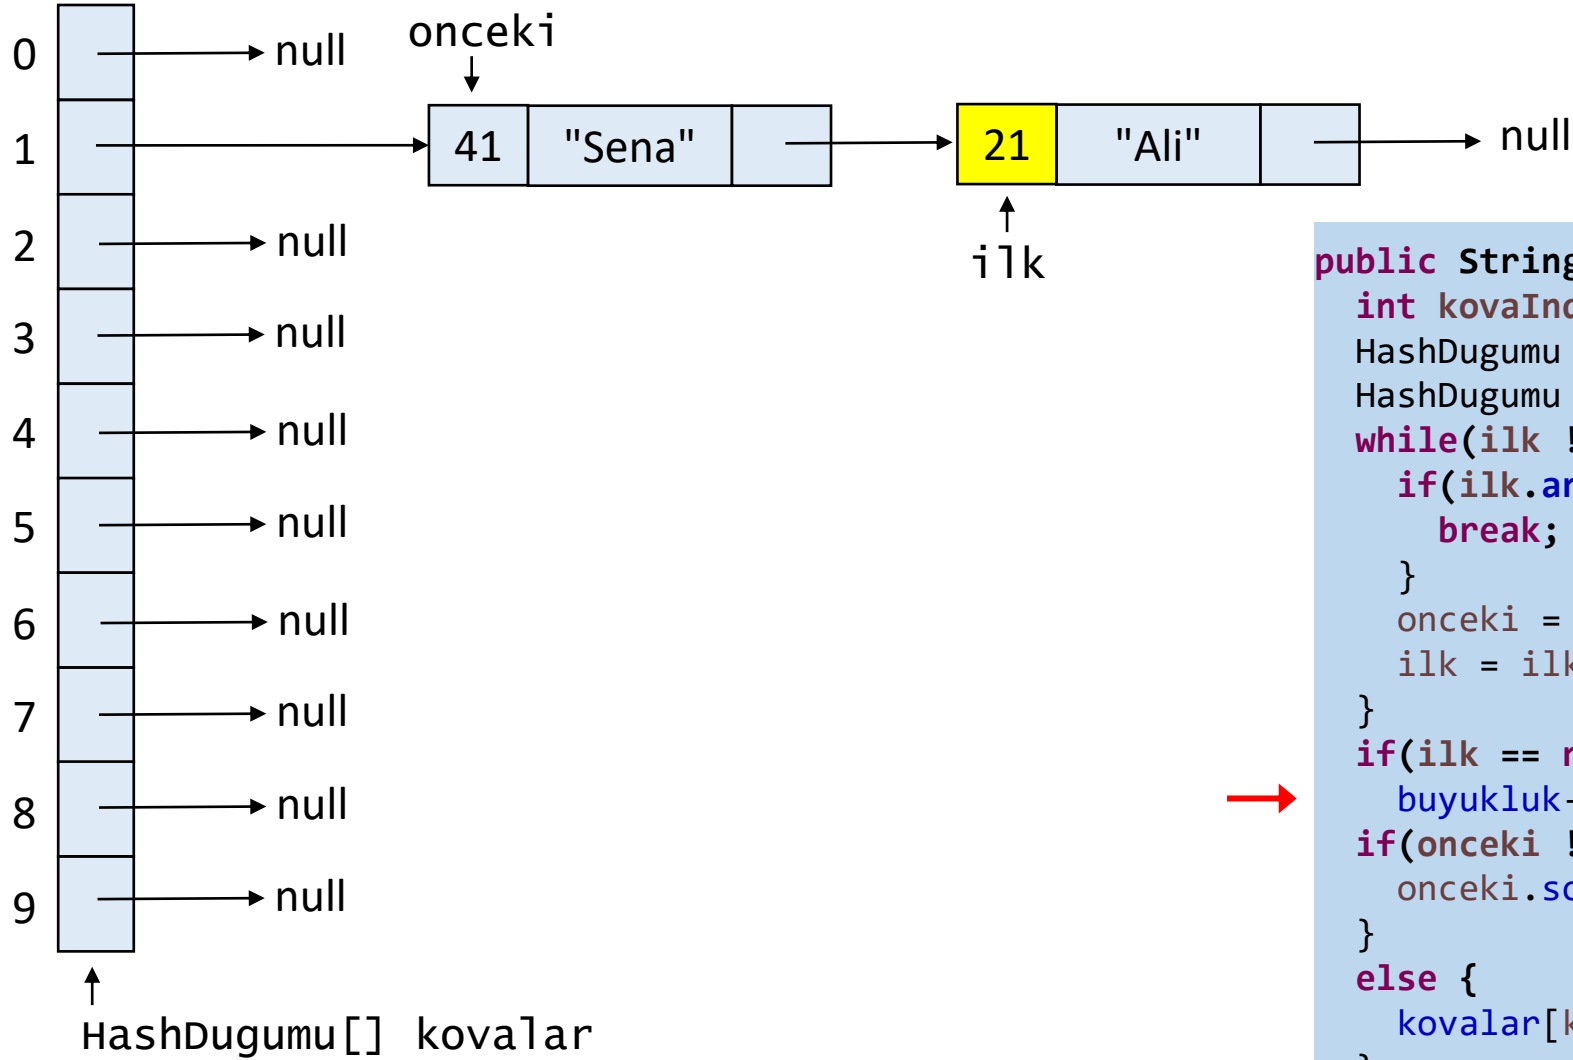 onceki
0 null
1 41 "Sena" 21 "Ali" null
ilk
2 null
3 null
4 null
5 null
6 null
7 null
8 null
9 null
HashDugumu[] kovalar
public String
int kovaInd
HashDugumu
HashDugumu
while(ilk !
if(ilk.an
break;
}
onceki =
ilk = ilk
}
if(ilk == n
buyukluk-
if(onceki !
onceki.so
}
else {
kovalar[k
}